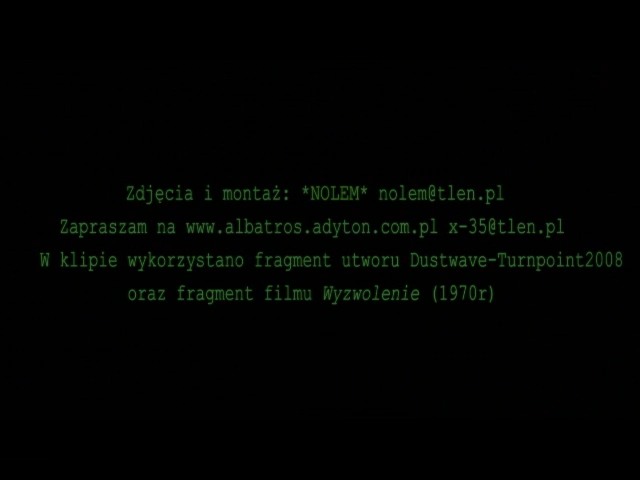 Zdjęcia i montaż: *NOLEM* nolem@tlen.pl
Zapraszam na www.albatros.adyton.com.pl x-35@tlen.pl
W klipie wykorzystano fragment utworu Dustwave-Turnpoint2008
oraz fragment filmu Wyzwolenie (1970r)